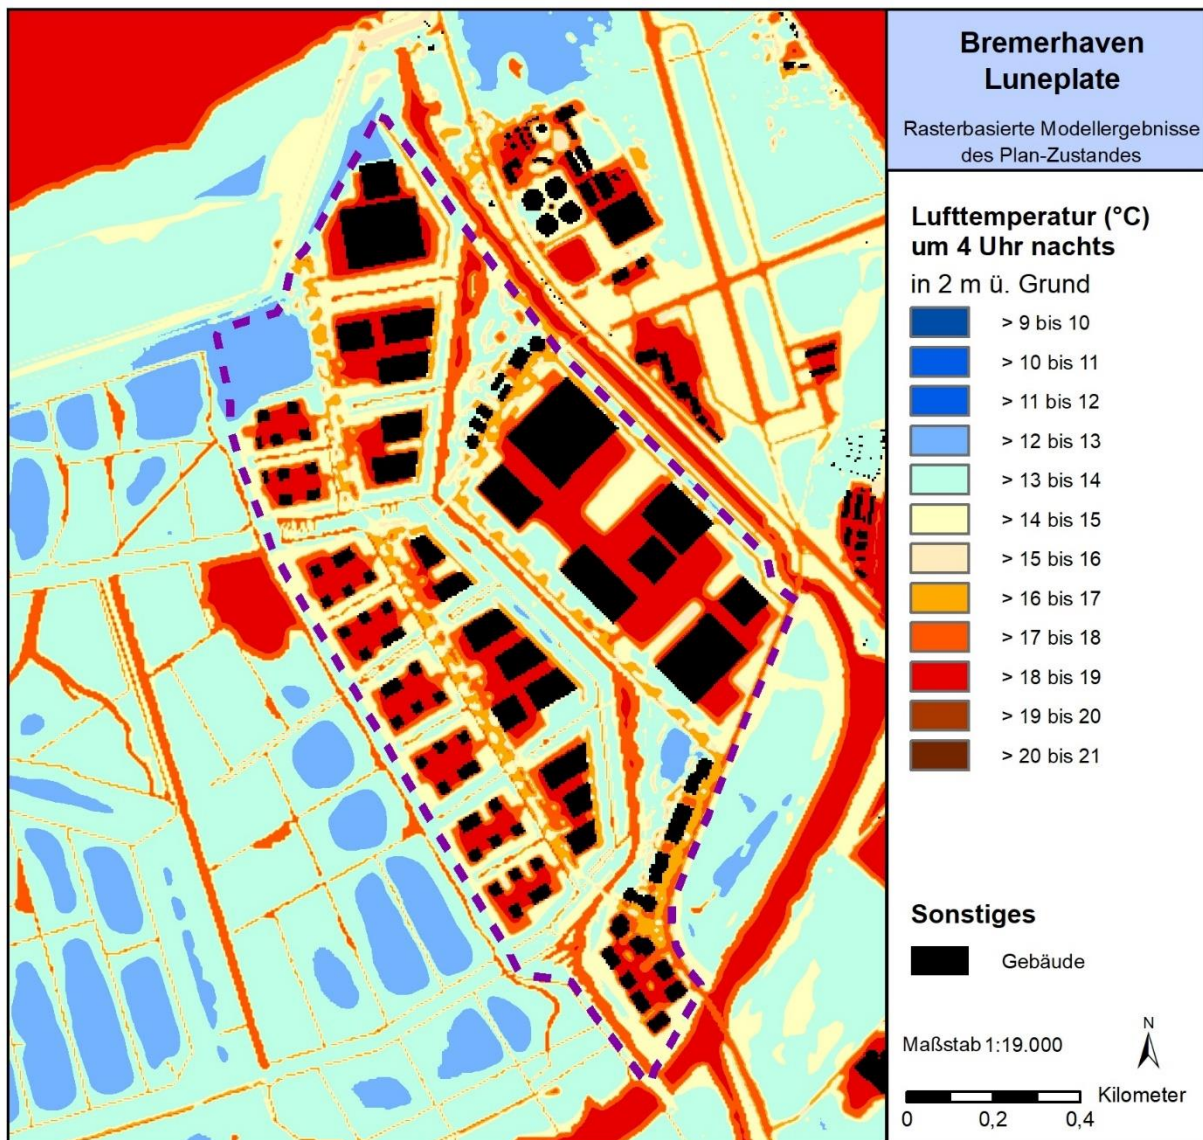 Bremerhaven
Luneplate
Rasterbasierte Modellergebnisse
des Plan-Zustandes
Lufttemperatur (°C)
um 4 Uhr nachts
in 2 m ü. Grund
> 9 bis 10
> 10 bis 11
> 11 bis 12
> 12 bis 13
> 13 bis 14
> 14 bis 15
> 15 bis 16
> 16 bis 17
> 17 bis 18
> 18 bis 19
> 19 bis 20
> 20 bis 21
Sonstiges
Gebäude
N
Maßstab 1:19.000
Kilometer
0 0,2 0,4